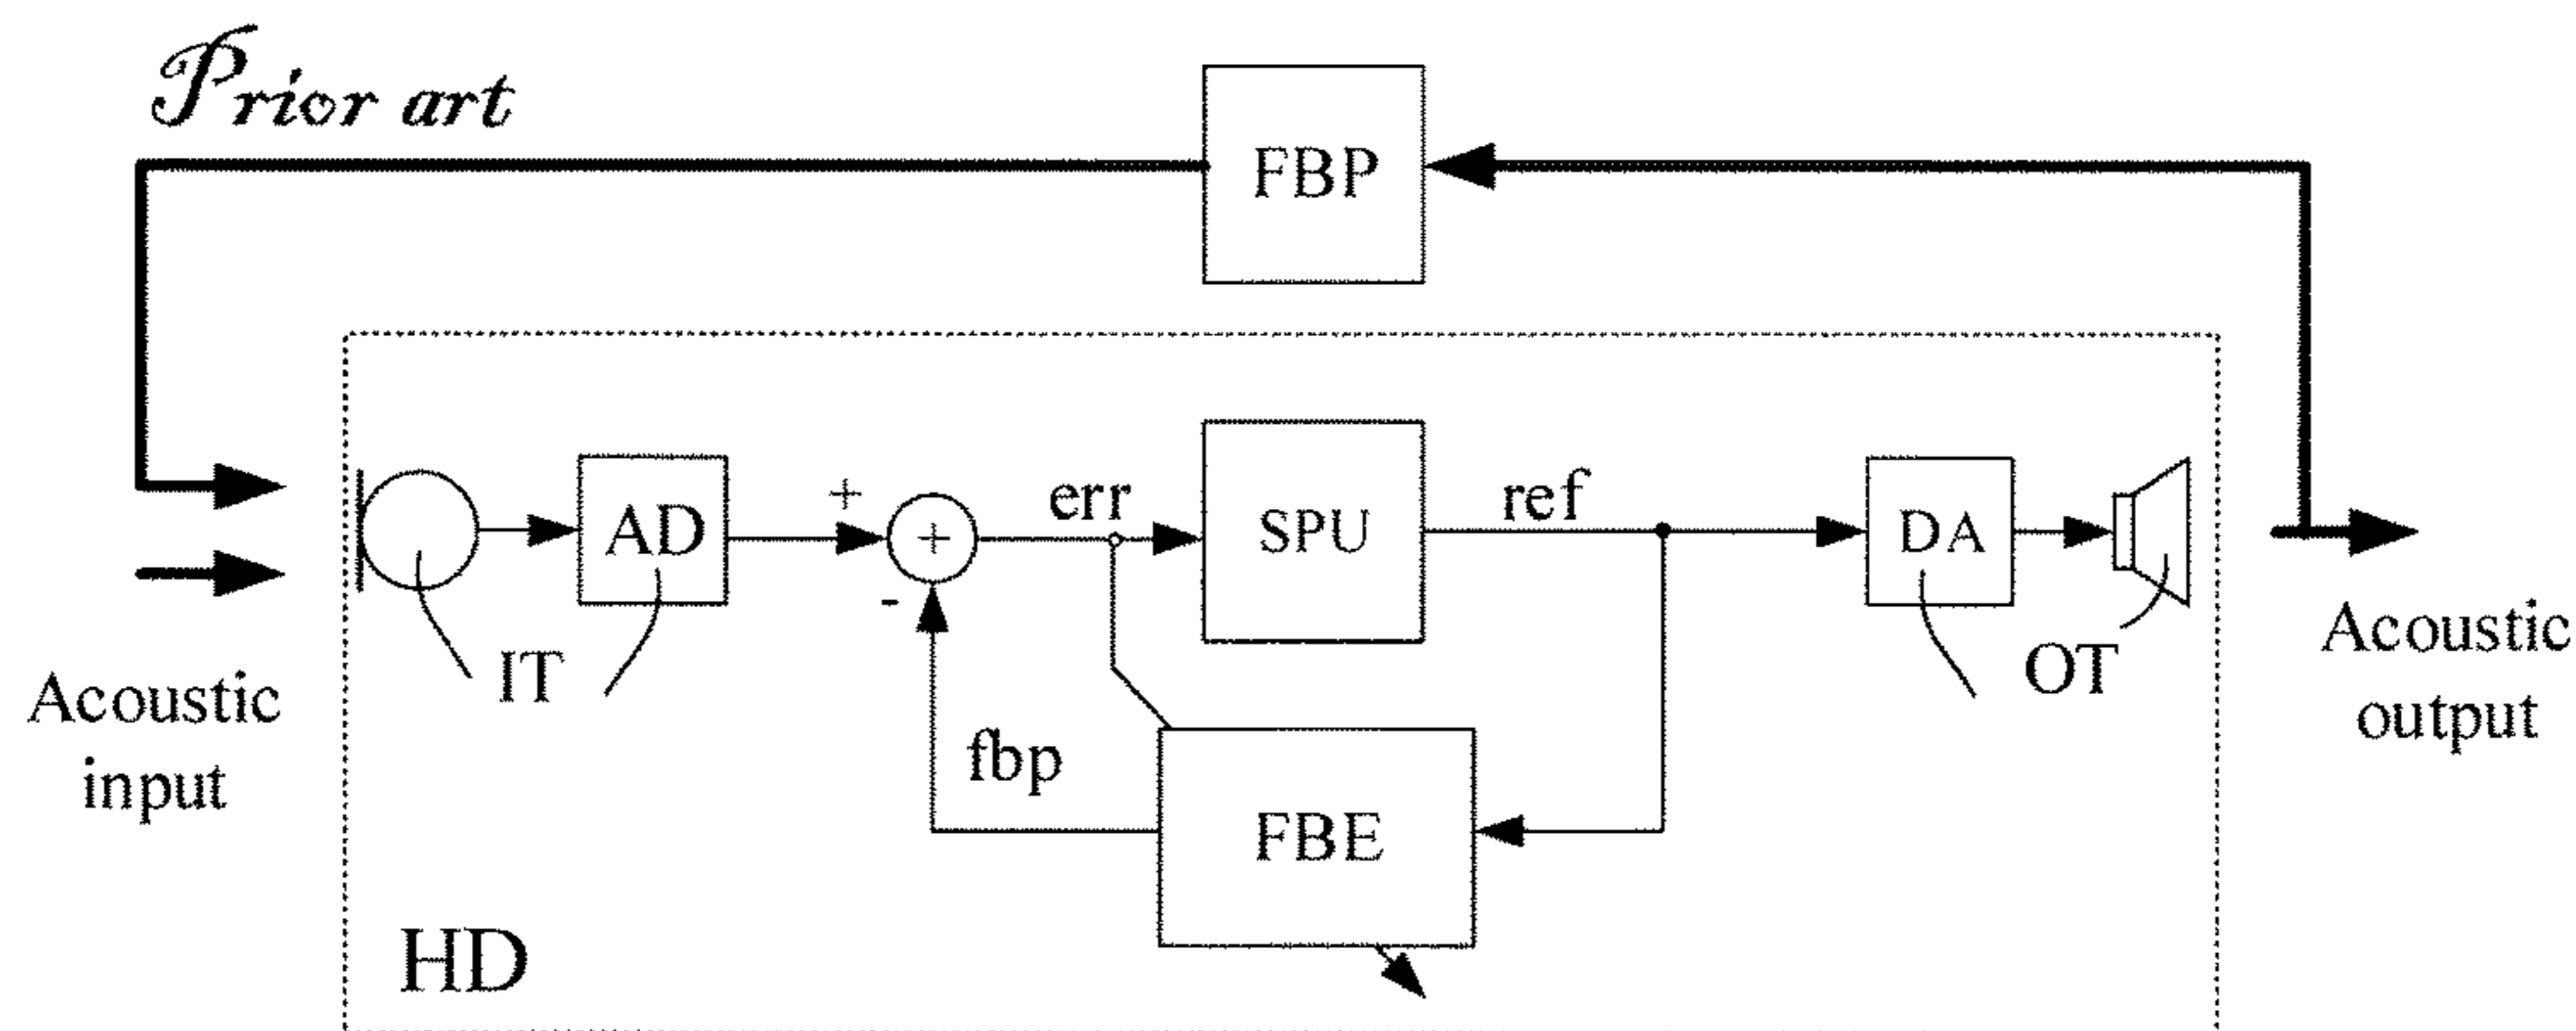 Prior art
FBP
AD
+
+
-
err
SPU
ref
DA
IT
OT
Acoustic
input
Acoustic
output
fbp
FBE
HD